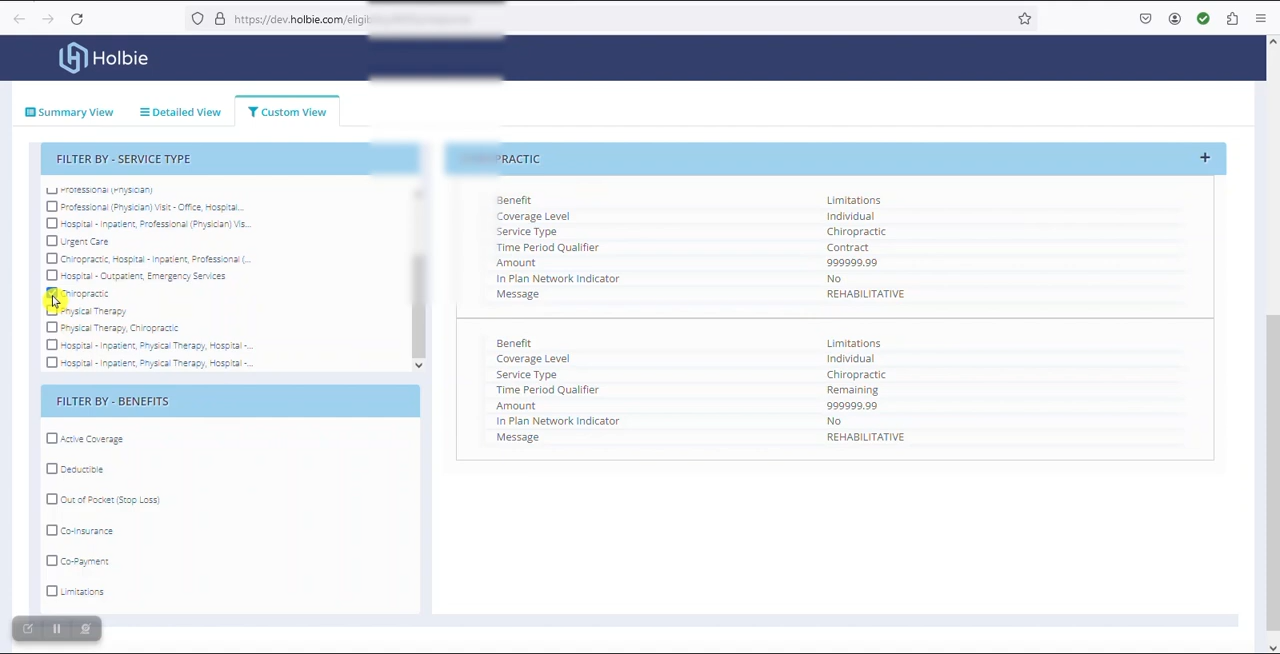 https://dev.holbie.com/eligi
Holbie
Summary View
Detailed View
Custom View
FILTER BY - SERVICE TYPE
Professional (Physician)
Professional (Physician) Visit - Office, Hospital...
Hospital - Inpatient, Professional (Physician) Vis...
Urgent Care
Chiropractic, Hospital - Inpatient, Professional (...
Hospital - Outpatient, Emergency Services
Chiropractic
Physical Therapy
Physical Therapy, Chiropractic
Hospital - Inpatient, Physical Therapy, Hospital -...
Hospital - Inpatient, Physical Therapy, Hospital -...
FILTER BY - BENEFITS
Active Coverage
Deductible
Out of Pocket (Stop Loss)
Co-Insurance
Co-Payment
Limitations
PRACTIC +
Benefit Limitations
Coverage Level Individual
Service Type Chiropractic
Time Period Qualifier Contract
Amount 999999.99
In Plan Network Indicator No
Message REHABILITATIVE
Benefit Limitations
Coverage Level Individual
Service Type Chiropractic
Time Period Qualifier Remaining
Amount 999999.99
In Plan Network Indicator No
Message REHABILITATIVE